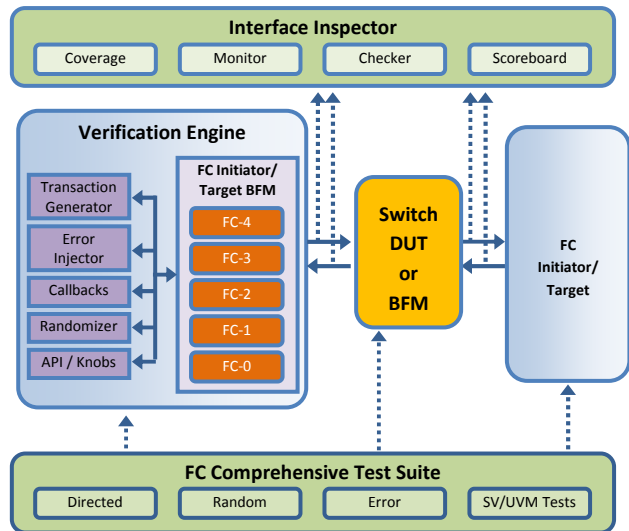 Interface Inspector
Coverage
Monitor
Checker
Scoreboard
Verification Engine
Transaction
Generator
Error
Injector
Callbacks
Randomizer
API / Knobs
FC Initiator/
Target BFM
FC-4
FC-3
FC-2
FC-1
FC-0
Switch
DUT
or
BFM
FC
Initiator/
Target
FC Comprehensive Test Suite
Directed
Random
Error
SV/UVM Tests